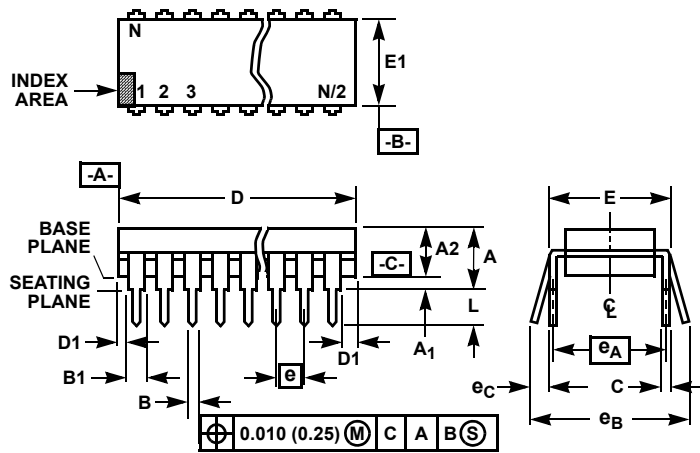 N
E1
INDEX
AREA
1 2 3 N/2
-B-
-A-
D
E
BASE
PLANE
A2
A
-C-
SEATING
PLANE
L
C
L
D1
e
D1
A1
eA
B1
eC
C
B
eB
0.010 (0.25) M C A B S